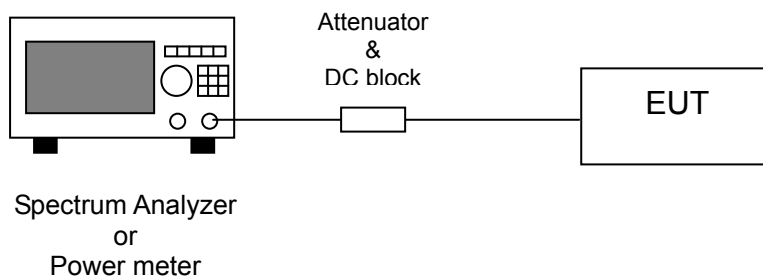 Attenuator
&
DC block
EUT
Spectrum Analyzer
or
Power meter